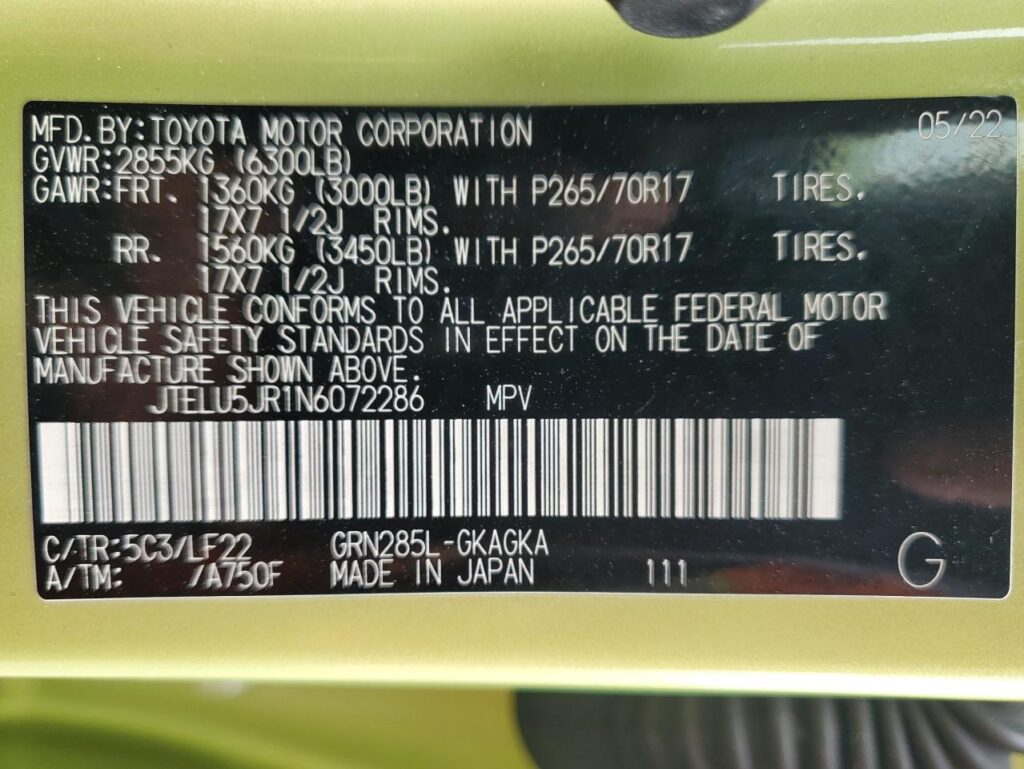 MFD.BY:TOYOTA MOTOR CORPORATION 05/22
GVWR:2855KG (6300LB)
GAWR:FRT. 1360KG (3000LB) WITH P265/70R17 TIRES.
17X7 1/2J RIMS.
RR. 1560KG (3450LB) WITH P265/70R17 TIRES.
17X7 1/2J RIMS.
THIS VEHICLE CONFORMS TO ALL APPLICABLE FEDERAL MOTOR
VEHICLE SAFETY STANDARDS IN EFFECT ON THE DATE OF
MANUFACTURE SHOWN ABOVE.
JTELU5JR1N6072286 MPV
C/TR:5C3/LF22 GRN285L-GKAGKA
A/TM: /A750F MADE IN JAPAN 111 G